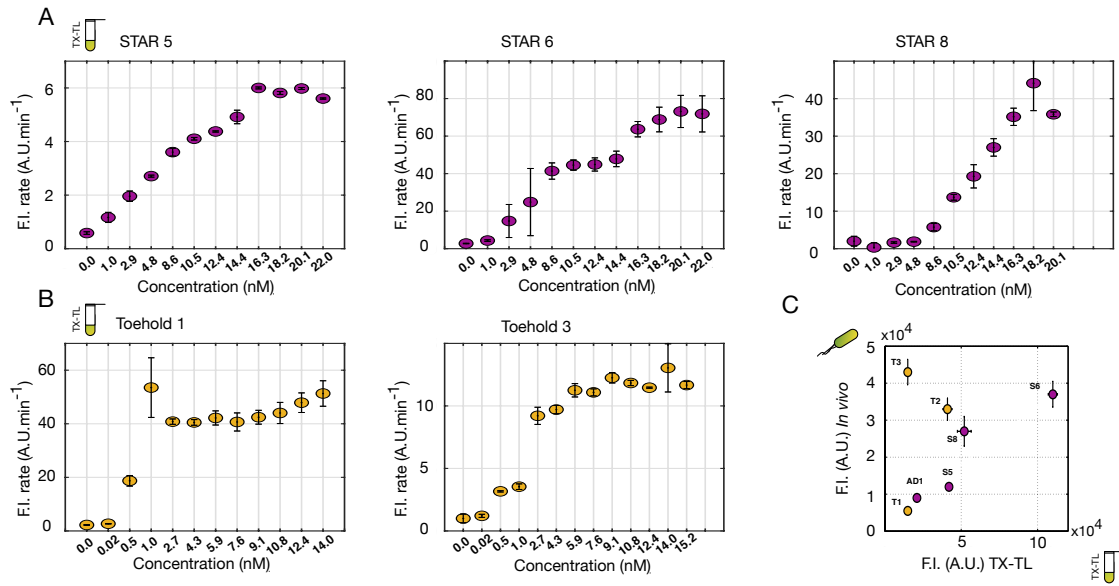 A
TX-TL
STAR 5
STAR 6
STAR 8
F.I. rate (A.U.min⁻¹)
6
4
2
0
0.0 1.0 2.9 4.8 8.6 10.5 12.4 14.4 16.3 18.2 20.1 22.0
Concentration (nM)
F.I. rate (A.U.min⁻¹)
80
60
40
20
0
0.0 1.0 2.9 4.8 8.6 10.5 12.4 14.4 16.3 18.2 20.1 22.0
Concentration (nM)
F.I. rate (A.U.min⁻¹)
40
30
20
10
0
0.0 1.0 2.9 4.8 8.6 10.5 12.4 14.4 16.3 18.2 20.1
Concentration (nM)
B
TX-TL
Toehold 1
Toehold 3
F.I. rate (A.U.min⁻¹)
60
40
20
0
0.0 0.02 0.5 1.0 2.7 4.3 5.9 7.6 9.1 10.8 12.4 14.0
Concentration (nM)
F.I. rate (A.U.min⁻¹)
10
5
0
0.0 0.02 0.5 1.0 2.7 4.3 5.9 7.6 9.1 10.8 12.4 14.0 15.2
Concentration (nM)
C
x10⁴
F.I. (A.U.) In vivo
5
4
3
2
1
0
T3
S6
T2
S8
S5
AD1
T1
5 10
x10⁴
F.I. (A.U.) TX-TL
TX-TL